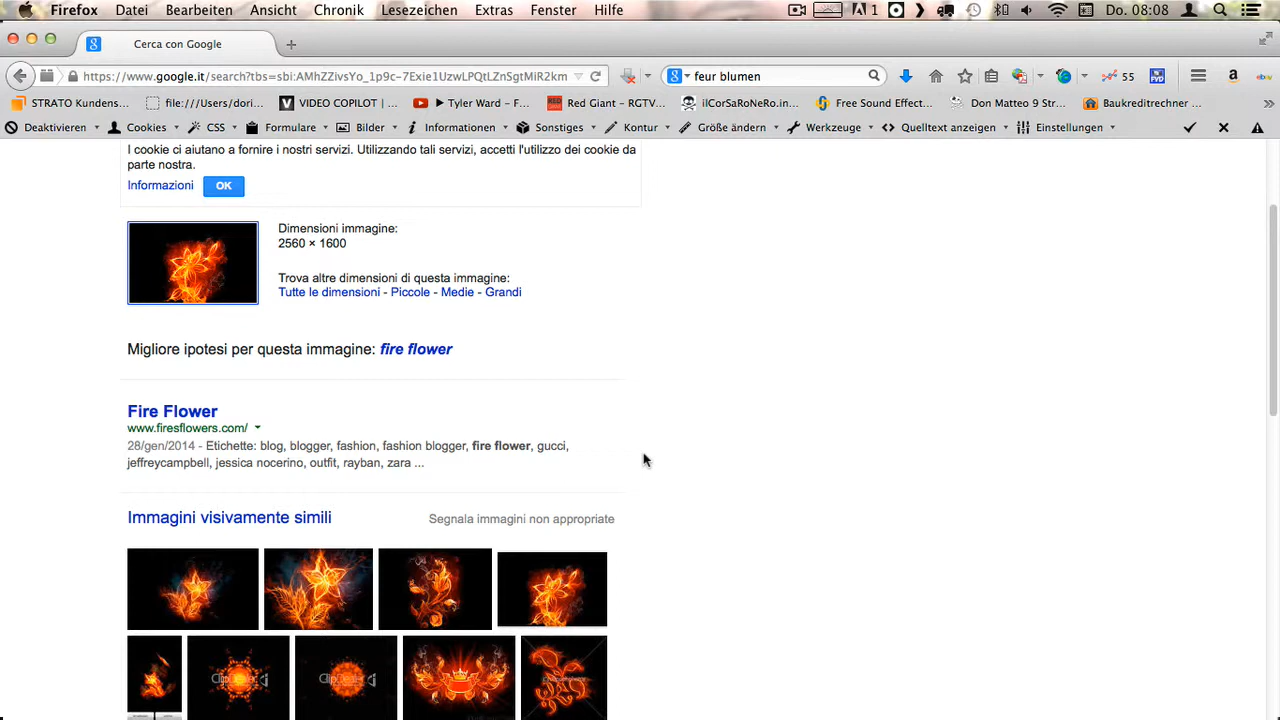 Firefox Datei Bearbeiten Ansicht Chronik Lesezeichen Extras Fenster Hilfe 1 Do. 08:08
Cerca con Google
https://www.google.it/search?tbs=sbi:AMhZZivsYo_1p9c-7Exie1UzwLPQtLZnSgtMiR2km feur blumen 55
STRATO Kundens... file:///Users/dori... VIDEO COPILOT | ... Tyler Ward - F... Red Giant - RGTV... ilCorSaRoNeRo.in... Free Sound Effect... Don Matteo 9 Str... Baukreditrechner ...
Deaktivieren Cookies CSS Formulare Bilder Informationen Sonstiges Kontur Größe ändern Werkzeuge Quelltext anzeigen Einstellungen
I cookie ci aiutano a fornire i nostri servizi. Utilizzando tali servizi, accetti l'utilizzo dei cookie da
parte nostra.
Informazioni OK
Dimensioni immagine:
2560 × 1600
Trova altre dimensioni di questa immagine:
Tutte le dimensioni - Piccole - Medie - Grandi
Migliore ipotesi per questa immagine: fire flower
Fire Flower
www.firesflowers.com/
28/gen/2014 - Etichette: blog, blogger, fashion, fashion blogger, fire flower, gucci,
jeffreycampbell, jessica nocerino, outfit, rayban, zara ...
Immagini visivamente simili Segnala immagini non appropriate